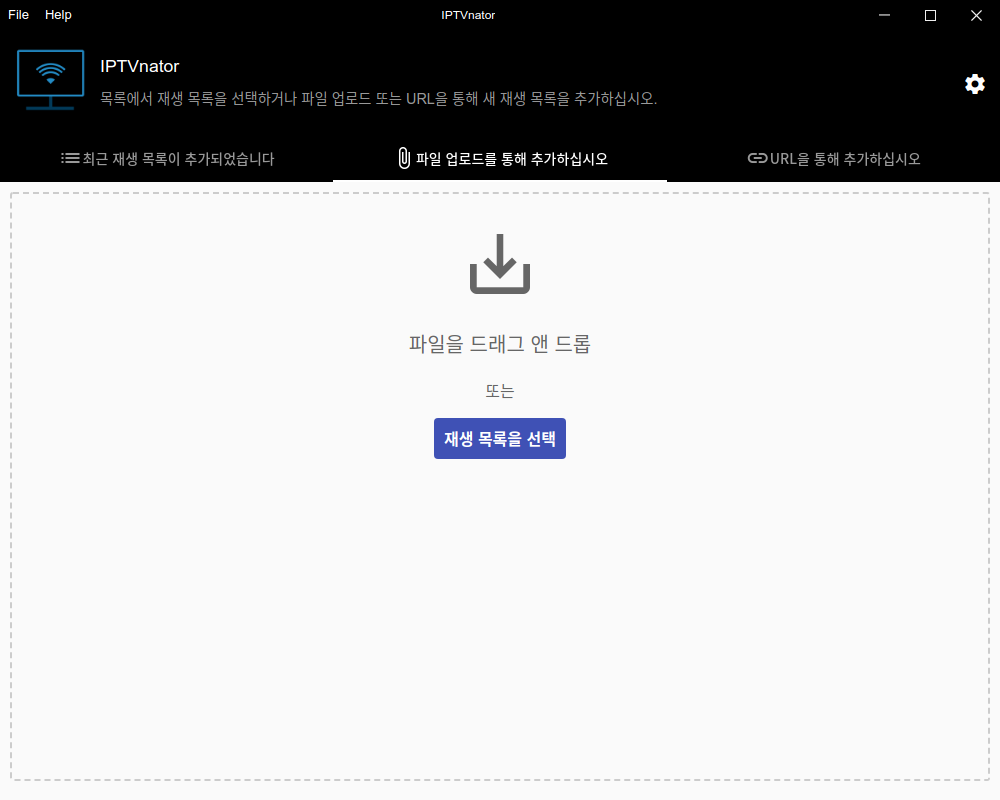 File Help IPTVnator
IPTVnator
목록에서 재생 목록을 선택하거나 파일 업로드 또는 URL을 통해 새 재생 목록을 추가하십시오.
최근 재생 목록이 추가되었습니다 파일 업로드를 통해 추가하십시오 URL을 통해 추가하십시오
파일을 드래그 앤 드롭
또는
재생 목록을 선택